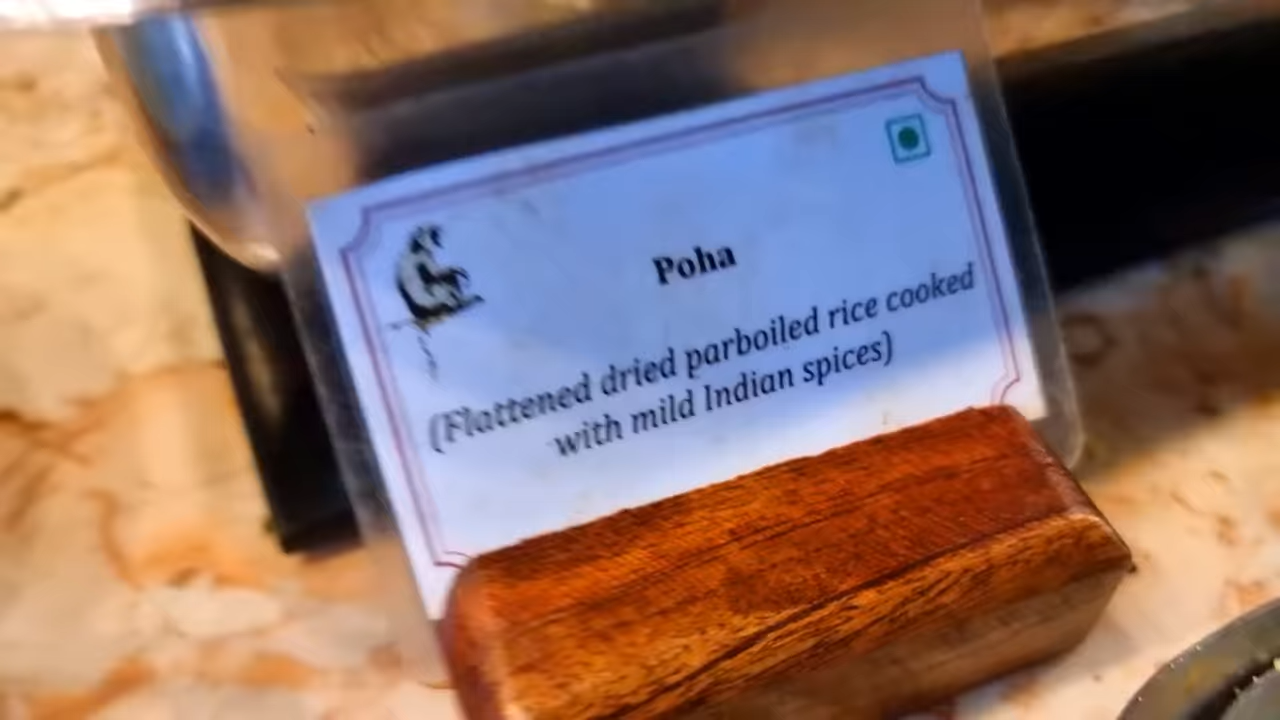 Poha
(Flattened dried parboiled rice cooked
with mild Indian spices)